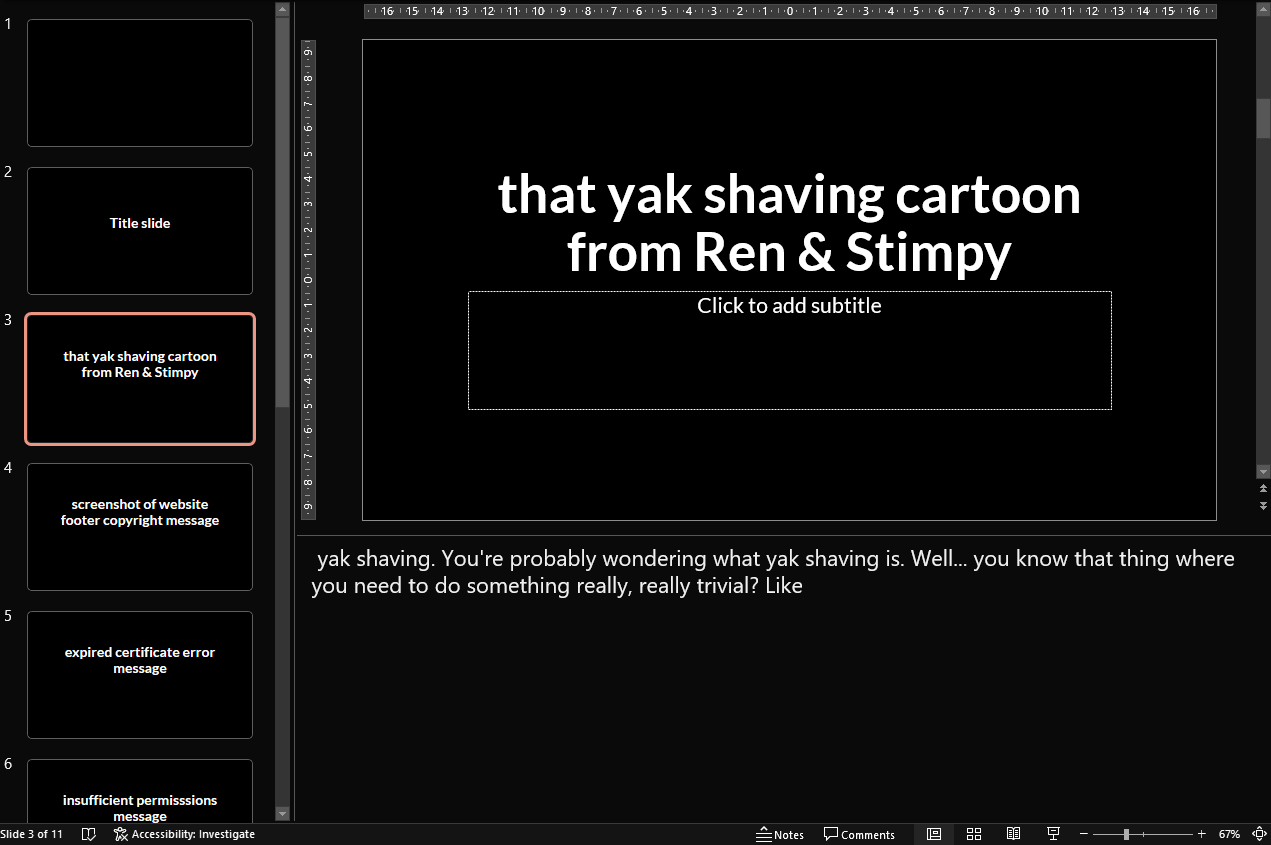 1
2
Title slide
3
that yak shaving cartoon
from Ren & Stimpy
4
screenshot of website
footer copyright message
5
expired certificate error
message
6
insufficient permisssions
message
16 15 14 13 12 11 10 9 8 7 6 5 4 3 2 1 0 1 2 3 4 5 6 7 8 9 10 11 12 13 14 15 16
9 8 7 6 5 4 3 2 1 0 1 2 3 4 5 6 7 8 9
that yak shaving cartoon
from Ren & Stimpy
Click to add subtitle
yak shaving. You're probably wondering what yak shaving is. Well... you know that thing where
you need to do something really, really trivial? Like
Slide 3 of 11 Accessibility: Investigate Notes Comments 67%